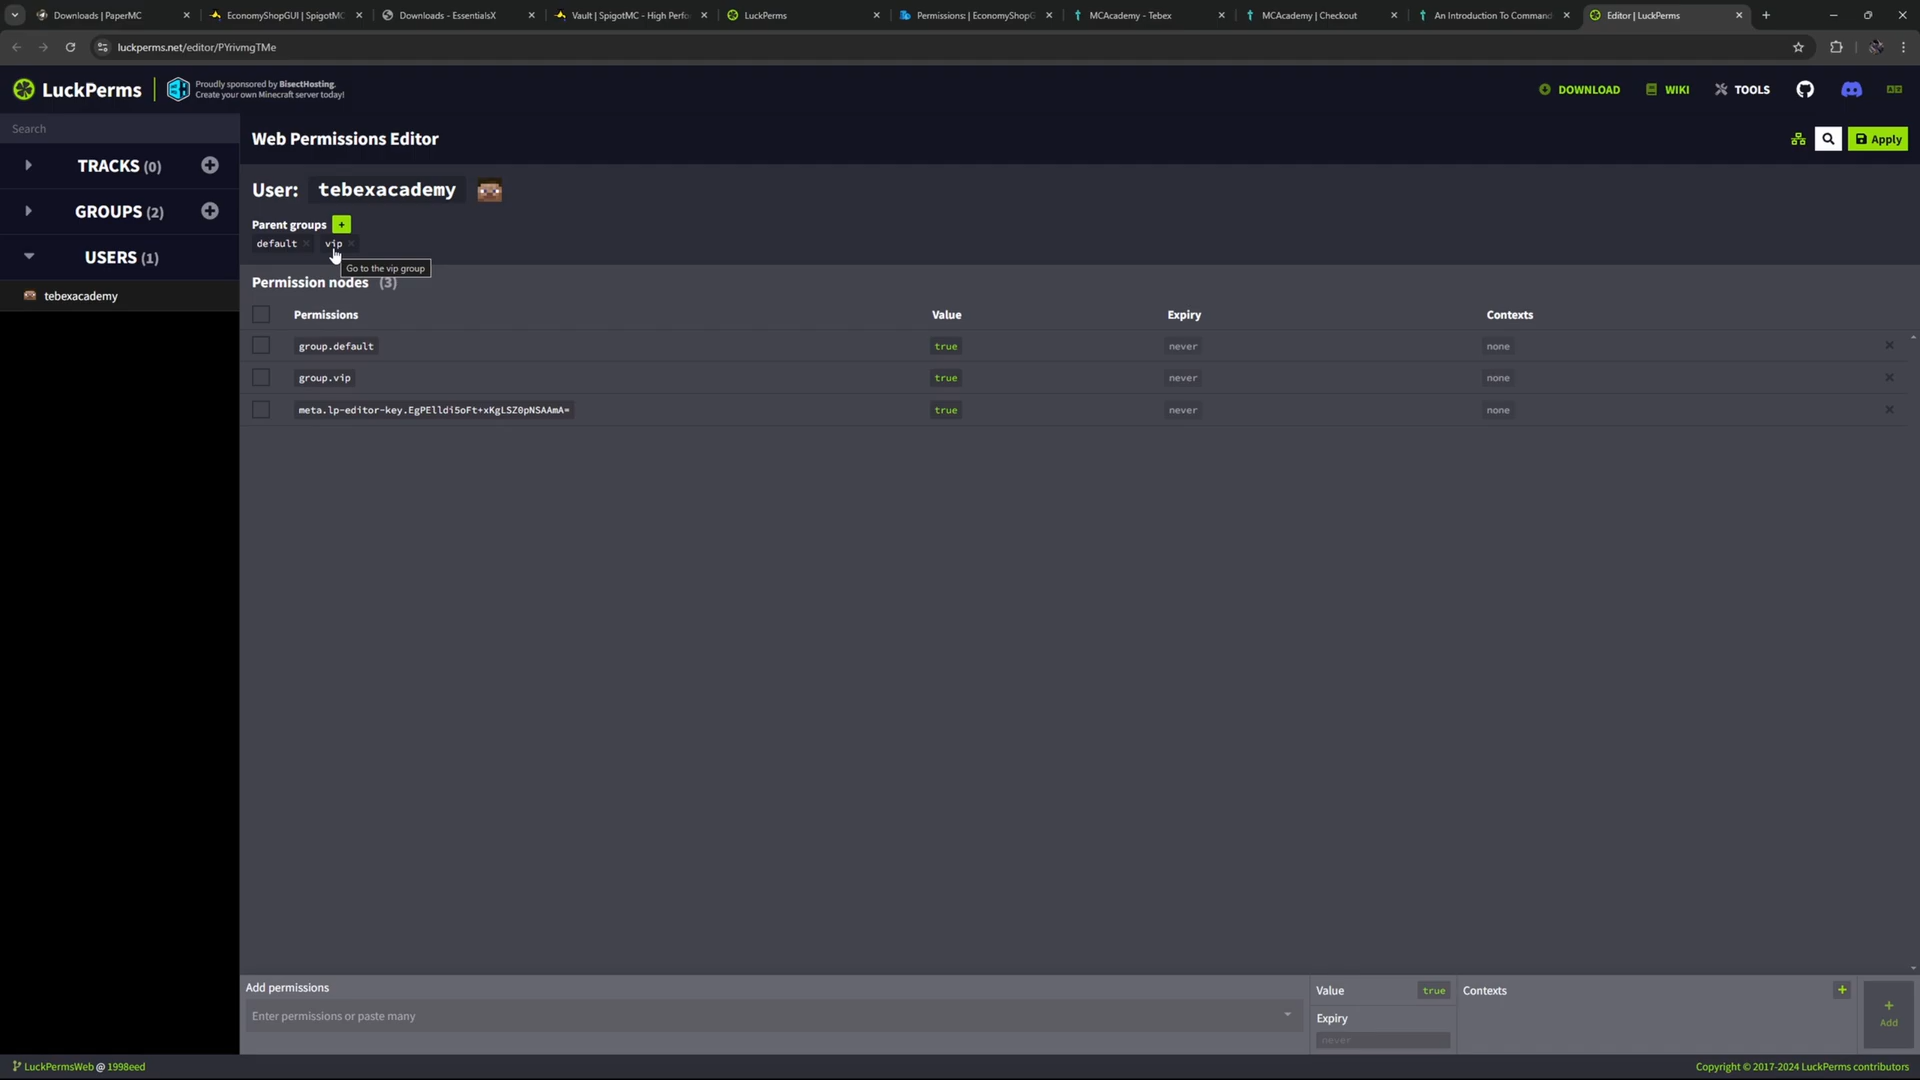 Downloads | PaperMC
EconomyShopGUI | SpigotMC
Downloads - EssentialsX
Vault | SpigotMC - High Perfo
LuckPerms
Permissions: | EconomyShopG
MCAcademy - Tebex
MCAcademy | Checkout
An Introduction To Command
Editor | LuckPerms
luckperms.net/editor/PYrivmgTMe
LuckPerms
Proudly sponsored by BisectHosting.
Create your own Minecraft server today!
DOWNLOAD
WIKI
TOOLS
Search
TRACKS (0)
GROUPS (2)
USERS (1)
tebexacademy
Web Permissions Editor
Apply
User: tebexacademy
Parent groups +
default × vip ×
Go to the vip group
Permission nodes (3)
Permissions Value Expiry Contexts
group.default true never none
group.vip true never none
meta.lp-editor-key.EgPElldi5oFt+xKgLSZ0pNSAAmA= true never none
Add permissions
Enter permissions or paste many
Value true
Expiry
never
Contexts +
+
Add
LuckPermsWeb @ 1998eed
Copyright © 2017-2024 LuckPerms contributors